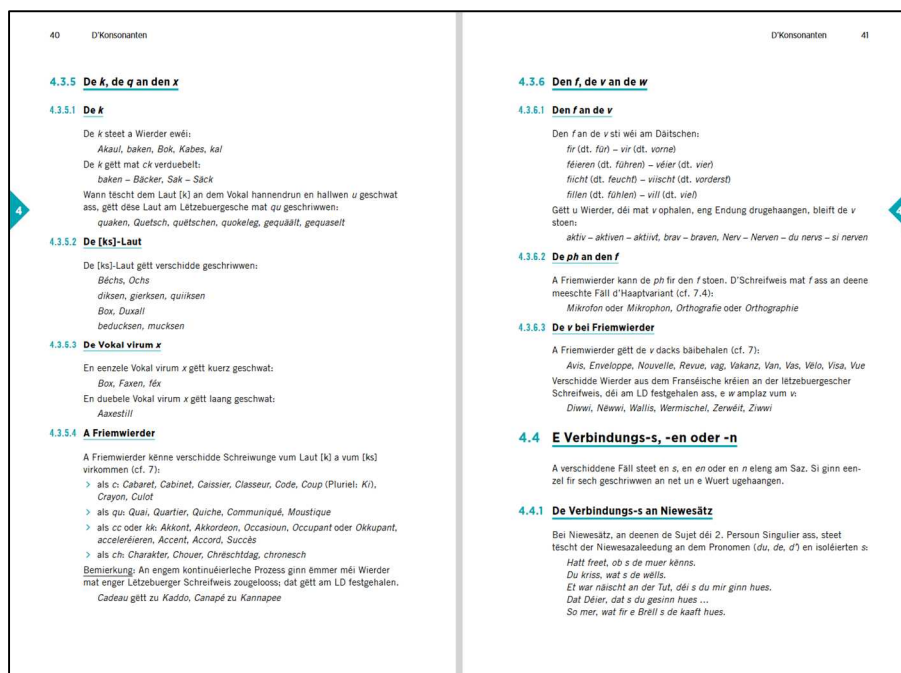 40 D'Konsonanten
4.3.5 De k, de q an den x
4.3.5.1 De k
De k steet a Wierder ewéi:
Akaul, baken, Bok, Kabes, kal
De k gëtt mat ck verduebelt:
baken – Bäcker, Sak – Säck
Wann tëscht dem Laut [k] an dem Vokal hannendrun en hallwen u geschwat
ass, gëtt dëse Laut am Lëtzebuergesche mat qu geschriwwen:
quaken, Quetsch, quëtschen, quokeleg, gequäält, gequaselt
4
4.3.5.2 De [ks]-Laut
De [ks]-Laut gëtt verschidde geschriwwen:
Béchs, Ochs
diksen, gierksen, quiiksen
Box, Duxall
beducksen, mucksen
4.3.5.3 De Vokal virum x
En eenzele Vokal virum x gëtt kuerz geschwat:
Box, Faxen, féx
En duebele Vokal virum x gëtt laang geschwat:
Aaxestill
4.3.5.4 A Friemwierder
A Friemwierder kënne verschidde Schreiwunge vum Laut [k] a vum [ks]
virkommen (cf. 7):
> als c: Cabaret, Cabinet, Caissier, Classeur, Code, Coup (Pluriel: Ki),
Crayon, Culot
> als qu: Quai, Quartier, Quiche, Communiqué, Moustique
> als cc oder kk: Akkont, Akkordeon, Occasioun, Occupant oder Okkupant,
acceleréieren, Accent, Accord, Succès
> als ch: Charakter, Chouer, Chrëschtdag, chronesch
Bemierkung: An engem kontinuéierleche Prozess ginn ëmmer méi Wierder
mat enger Lëtzebuerger Schreifweis zougelooss; dat gëtt am LD festgehalen.
Cadeau gëtt zu Kaddo, Canapé zu Kannapee
D'Konsonanten 41
4.3.6 Den f, de v an de w
4.3.6.1 Den f an de v
Den f an de v sti wéi am Däitschen:
fir (dt. für) – vir (dt. vorne)
féieren (dt. führen) – véier (dt. vier)
fiicht (dt. feucht) – viischt (dt. vorderst)
fillen (dt. fühlen) – vill (dt. viel)
Gëtt u Wierder, déi mat v ophalen, eng Endung drugehaangen, bleift de v
stoen:
aktiv – aktiven – aktiivt, brav – braven, Nerv – Nerven – du nervs – si nerven
4
4.3.6.2 De ph an den f
A Friemwierder kann de ph fir den f stoen. D'Schreifweis mat f ass an deene
meeschte Fäll d'Haaptvariant (cf. 7.4):
Mikrofon oder Mikrophon, Orthografie oder Orthographie
4.3.6.3 De v bei Friemwierder
A Friemwierder gëtt de v dacks bäibehalen (cf. 7):
Avis, Enveloppe, Nouvelle, Revue, vag, Vakanz, Van, Vas, Vëlo, Visa, Vue
Verschidde Wierder aus dem Franséische kréien an der lëtzebuergescher
Schreifweis, déi am LD festgehalen ass, e w amplaz vum v:
Diwwi, Nëwwi, Wallis, Wermischel, Zerwéit, Ziwwi
4.4 E Verbindungs-s, -en oder -n
A verschiddene Fäll steet en s, en en oder en n eleng am Saz. Si ginn een-
zel fir sech geschriwwen an net un e Wuert ugehaangen.
4.4.1 De Verbindungs-s an Niewesätz
Bei Niewesätz, an deenen de Sujet déi 2. Persoun Singulier ass, steet
tëscht der Niewesazaleedung an dem Pronomen (du, de, d') en isoléierten s:
Hatt freet, ob s de muer kënns.
Du kriss, wat s de wëlls.
Et war näischt an der Tut, déi s du mir ginn hues.
Dat Déier, dat s du gesinn hues ...
So mer, wat fir e Brëll s de kaaft hues.